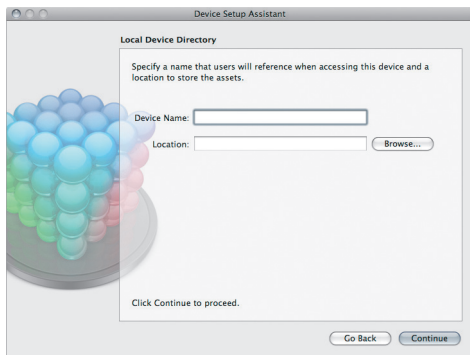 Device Setup Assistant
Local Device Directory
Specify a name that users will reference when accessing this device and a
location to store the assets.
Device Name:
Location:
Browse...
Click Continue to proceed.
Go Back
Continue